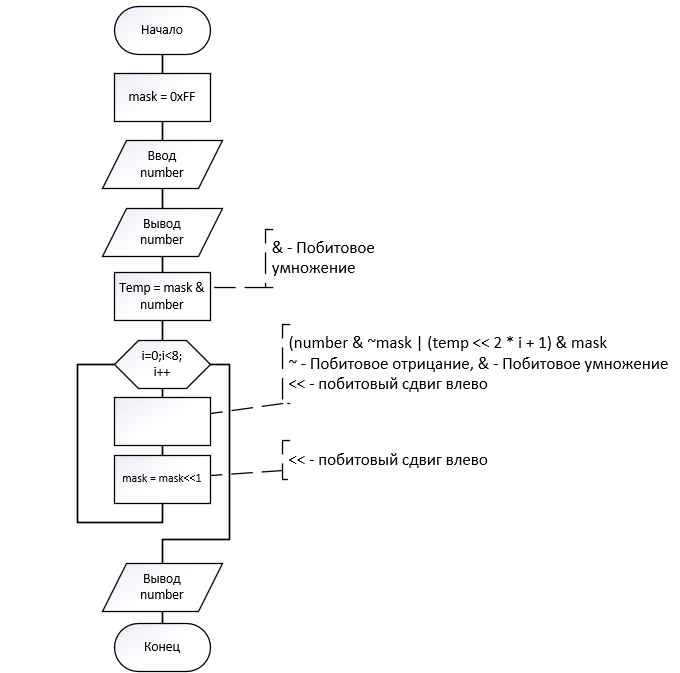 Начало
mask = 0xFF
Ввод
number
Вывод
number
Temp = mask &
number
& - Побитовое
умножение
i=0;i<8;
i++
(number & ~mask | (temp << 2 * i + 1) & mask
~ - Побитовое отрицание, & - Побитовое умножение
<< - побитовый сдвиг влево
mask = mask<<1
<< - побитовый сдвиг влево
Вывод
number
Конец